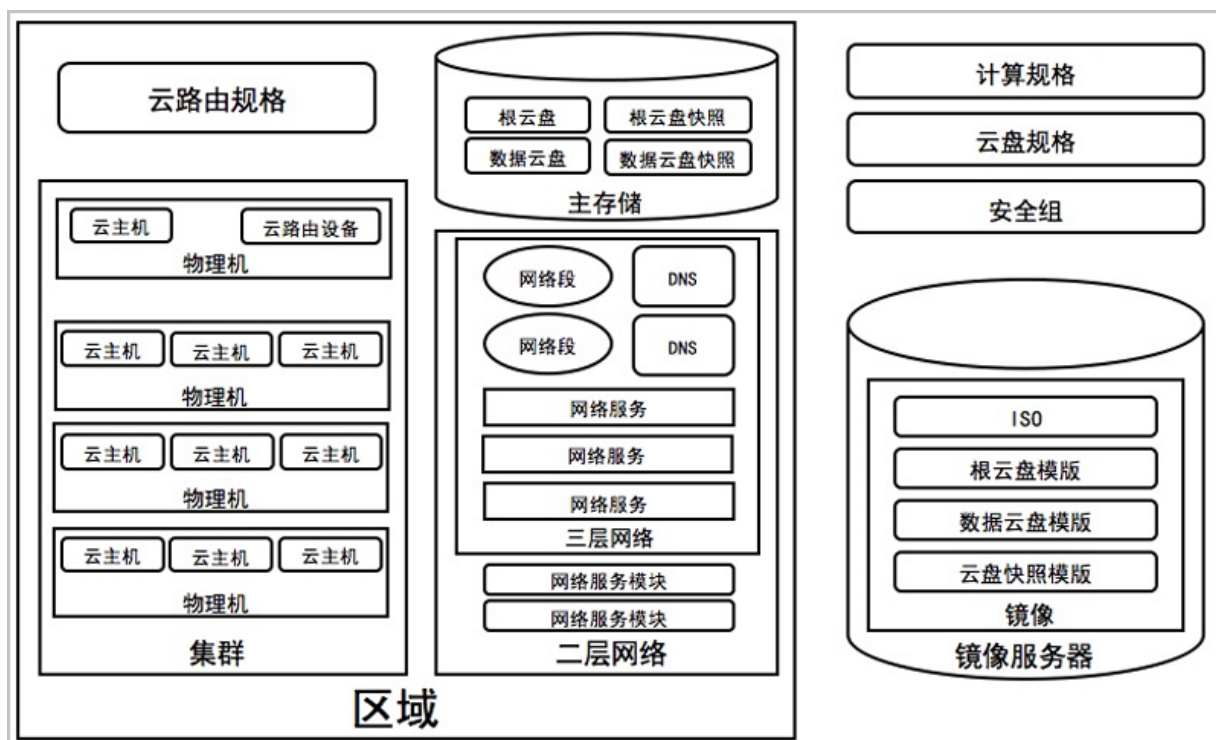 云路由规格
云主机
云路由设备
物理机
云主机
云主机
云主机
物理机
云主机
云主机
云主机
物理机
云主机
云主机
云主机
物理机
集群
根云盘
根云盘快照
数据云盘
数据云盘快照
主存储
网络段
DNS
网络段
DNS
网络服务
网络服务
网络服务
三层网络
网络服务模块
网络服务模块
二层网络
区域
计算规格
云盘规格
安全组
ISO
根云盘模版
数据云盘模版
云盘快照模版
镜像
镜像服务器